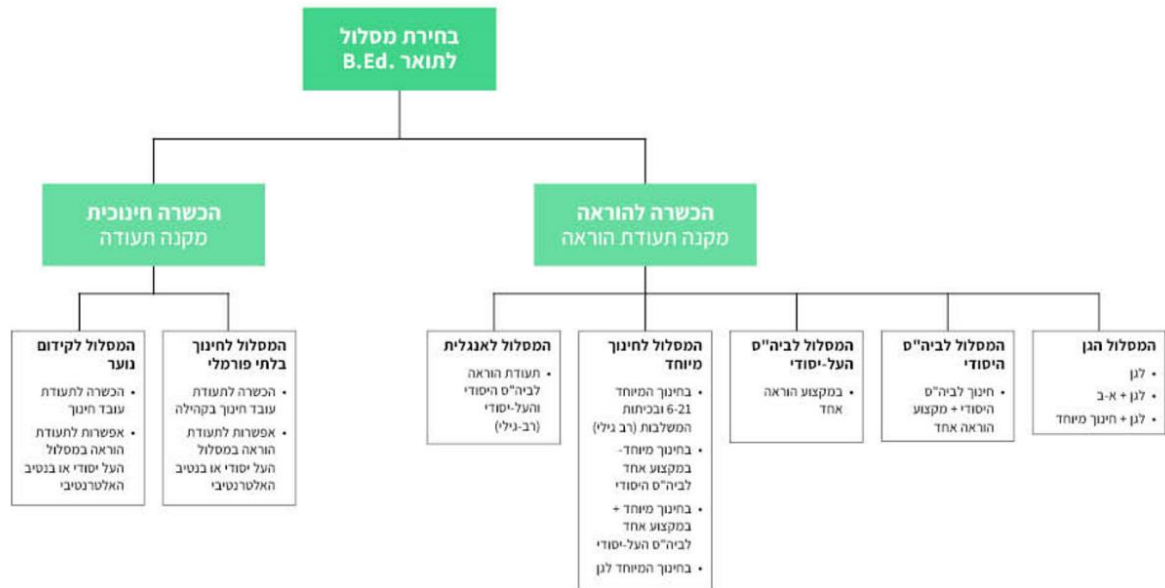 בחירת מסלול
לתואר B.Ed.
הכשרה להוראה
מקנה תעודת הוראה
הכשרה חינוכית
מקנה תעודה
המסלול הגן
• לגן
• לגן + א-ב
• לגן + חינוך מיוחד
המסלול לביה"ס
היסודי
• חינוך לביה"ס
היסודי + מקצוע
הוראה אחד
המסלול לביה"ס
העל-יסודי
• במקצוע הוראה
אחד
המסלול לחינוך
מיוחד
• בחינוך המיוחד
6-21 ובכיתות
המשלבות (רב גילי)
• בחינוך מיוחד-
במקצוע אחד
לביה"ס היסודי
• בחינוך מיוחד +
במקצוע אחד
לביה"ס העל-יסודי
• בחינוך המיוחד לגן
המסלול לאנגלית
• תעודת הוראה
לביה"ס היסודי
והעל-יסודי
(רב-גילי)
המסלול לחינוך
בלתי פורמלי
• הכשרה לתעודת
עובד חינוך בקהילה
• אפשרות לתעודת
הוראה במסלול
העל יסודי או בנטיב
האלטרנטיבי
המסלול לקידום
נוער
• הכשרה לתעודת
עובד חינוך
• אפשרות לתעודת
הוראה במסלול
העל יסודי או בנטיב
האלטרנטיבי